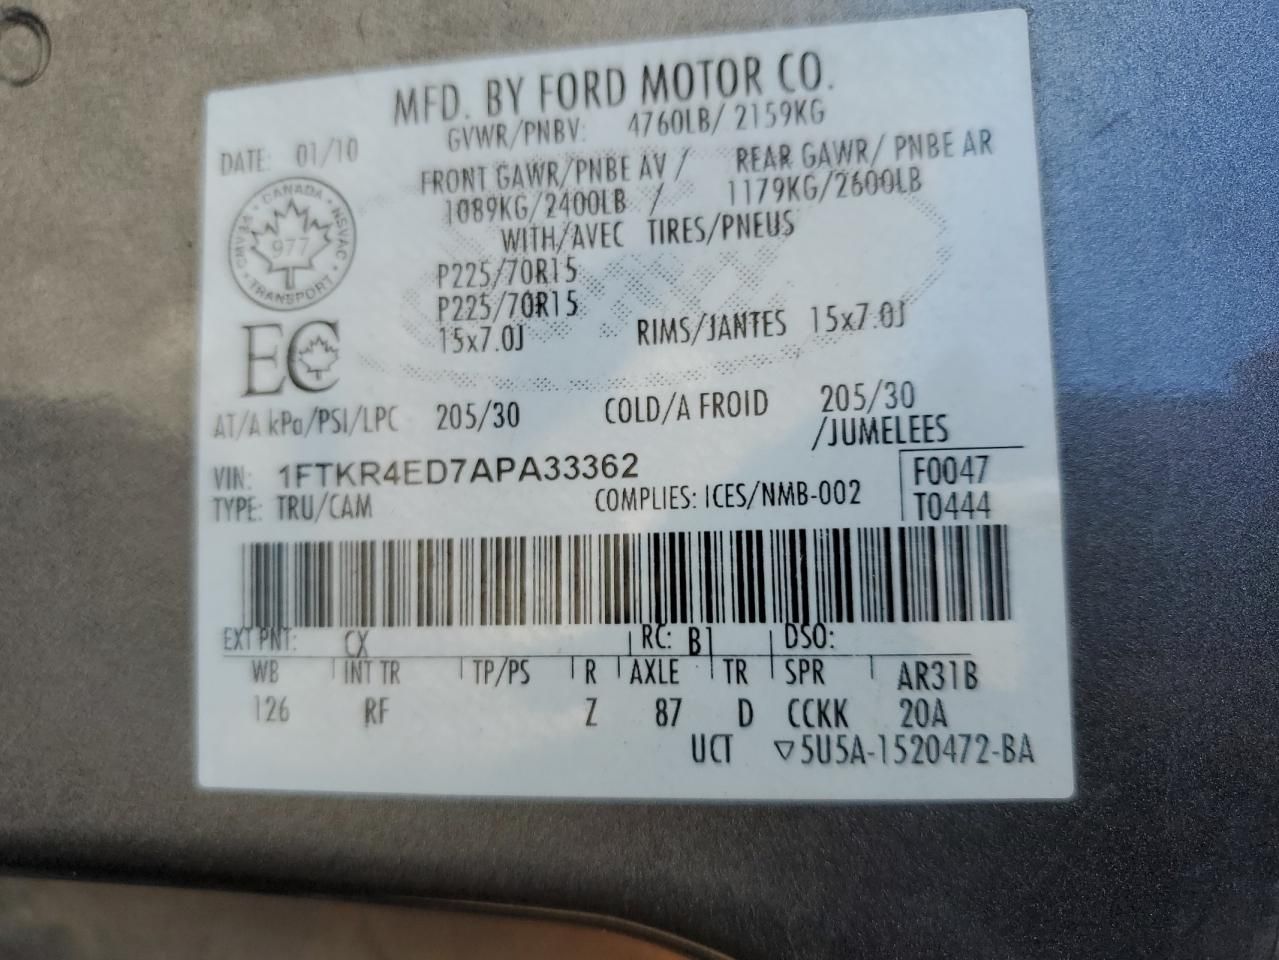 MFD. BY FORD MOTOR CO.
GVWR/PNBV: 4760LB/ 2159KG
DATE: 01/10
FRONT GAWR/PNBE AV / REAR GAWR/ PNBE AR
1089KG/2400LB / 1179KG/2600LB
WITH/AVEC TIRES/PNEUS
P225/70R15
P225/70R15
15x7.0J RIMS/JANTES 15x7.0J
CANADA
977
TRANSPORT
EC
AT/A kPa/PSI/LPC 205/30 COLD/A FROID 205/30
/JUMELEES
VIN: 1FTKR4ED7APA33362 F0047
TYPE: TRU/CAM COMPLIES: ICES/NMB-002 T0444
EXT PNT: CX RC: B1 DSO:
WB INT TR TP/PS R AXLE TR SPR AR31B
126 RF Z 87 D CCKK 20A
UCT ▽5U5A-1520472-BA